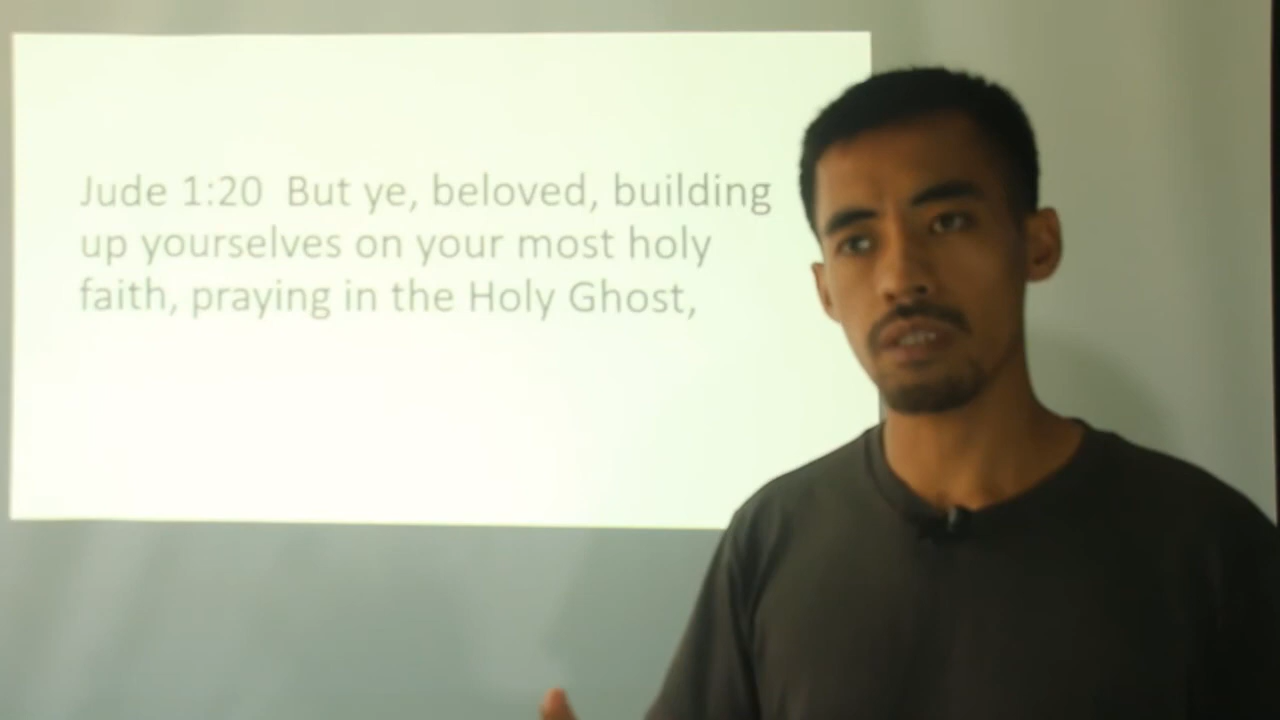 Jude 1:20  But ye, beloved, building
up yourselves on your most holy
faith, praying in the Holy Ghost,